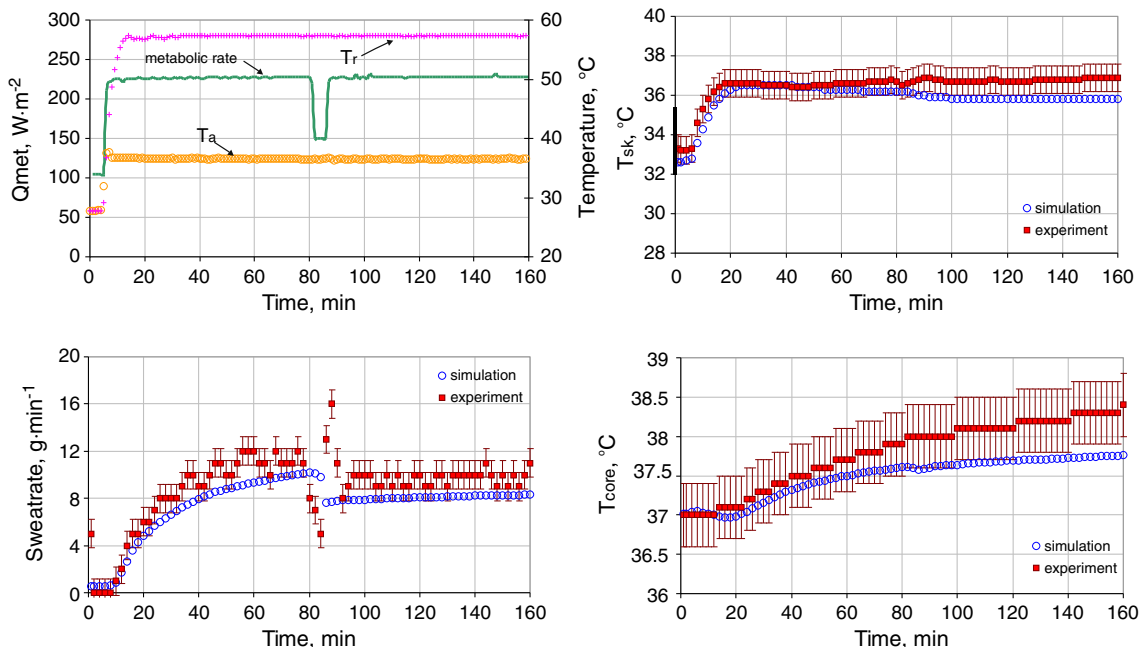 300
250
200
150
100
50
0
Qmet, W·m-2
60
50
40
30
20
Temperature, °C
metabolic rate
Tr
Ta
0 20 40 60 80 100 120 140 160
Time, min
40
38
36
34
32
30
28
Tsk, °C
simulation
experiment
0 20 40 60 80 100 120 140 160
Time, min
20
16
12
8
4
0
Sweatrate, g·min-1
simulation
experiment
0 20 40 60 80 100 120 140 160
Time, min
39
38.5
38
37.5
37
36.5
36
Tcore, °C
simulation
experiment
0 20 40 60 80 100 120 140 160
Time, min